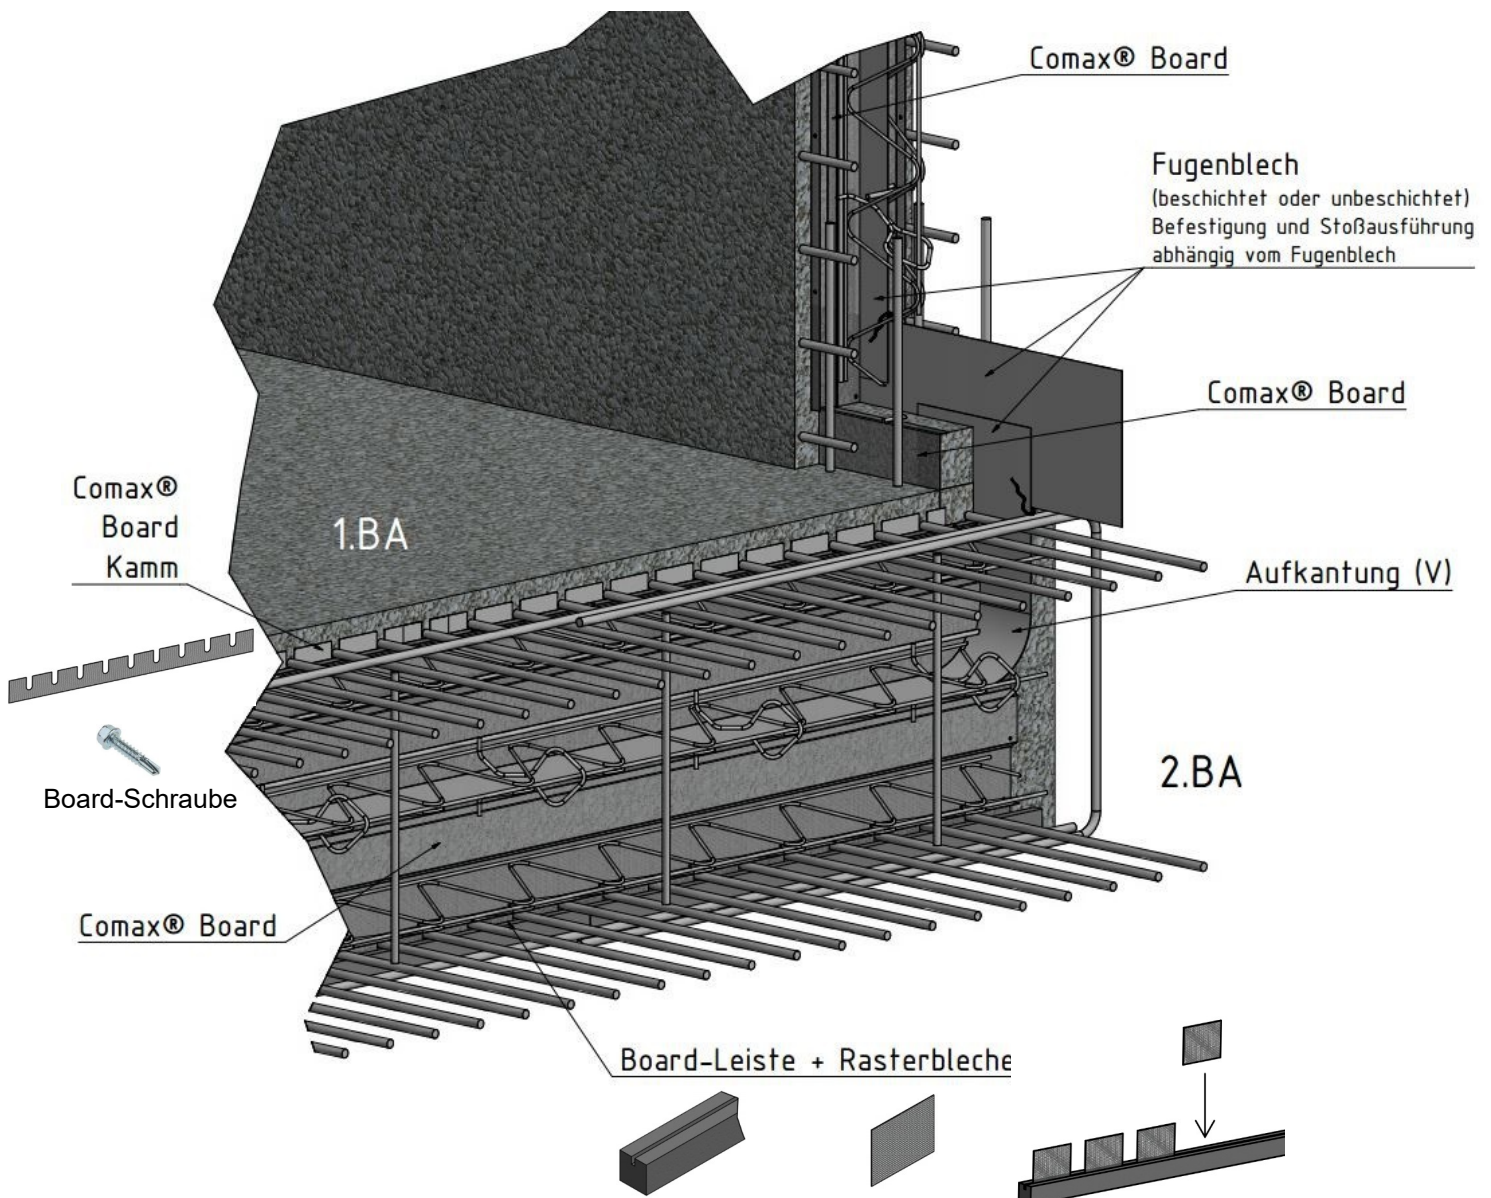 Comax® Board
Fugenblech
(beschichtet oder unbeschichtet)
Befestigung und Stoßausführung
abhängig vom Fugenblech
Comax® Board
Comax®
Board
Kamm
1.BA
Aufkantung (V)
Board-Schraube
2.BA
Comax® Board
Board-Leiste + Rasterbleche